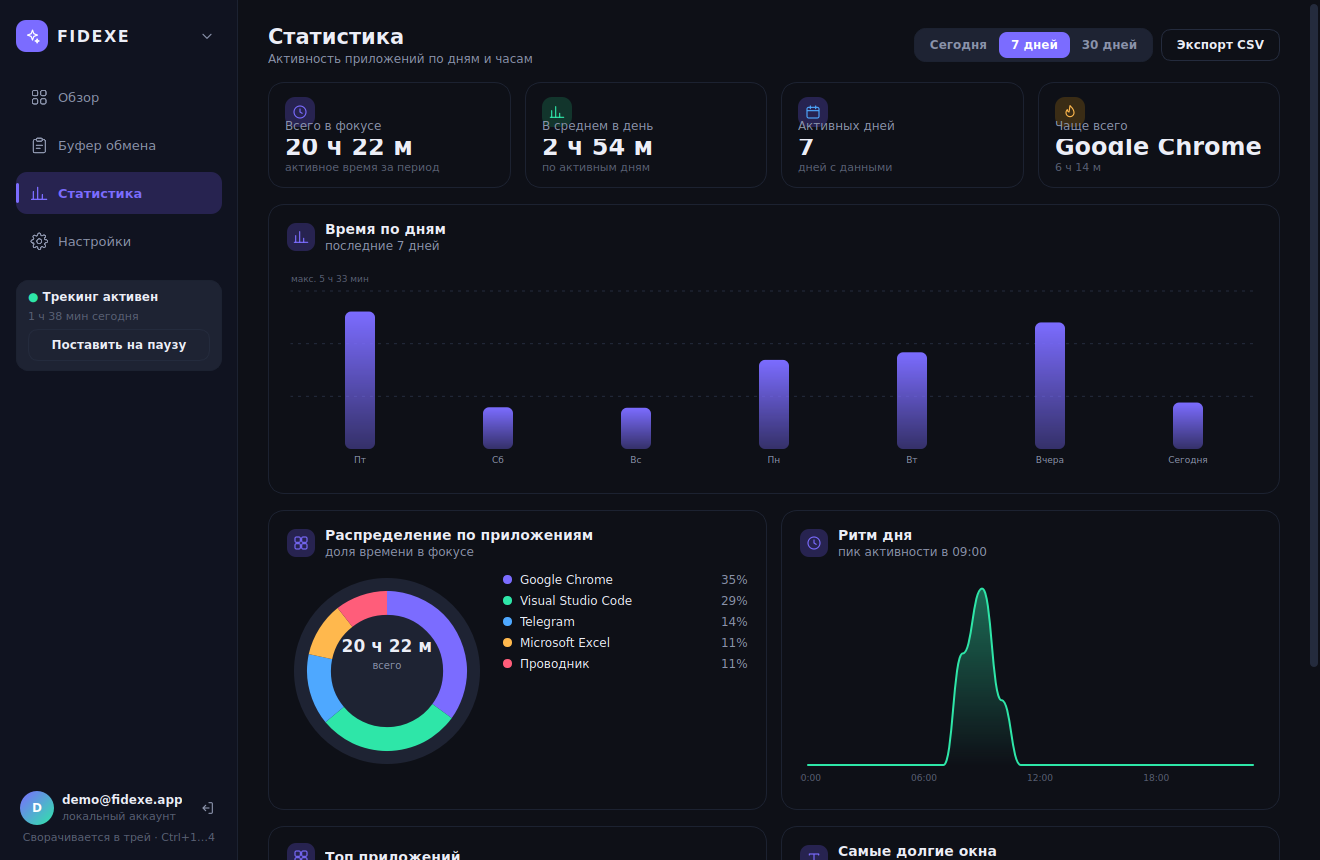 FIDEXE
Обзор
Буфер обмена
Статистика
Настройки
Трекинг активен
1 ч 38 мин сегодня
Поставить на паузу
D
demo@fidexe.app
локальный аккаунт
Сворачивается в трей · Ctrl+1…4
Статистика
Активность приложений по дням и часам
Сегодня
7 дней
30 дней
Экспорт CSV
Всего в фокусе
20 ч 22 м
активное время за период
В среднем в день
2 ч 54 м
по активным дням
Активных дней
7
дней с данными
Чаще всего
Google Chrome
6 ч 14 м
Время по дням
последние 7 дней
макс. 5 ч 33 мин
Пт
Сб
Вс
Пн
Вт
Вчера
Сегодня
Распределение по приложениям
доля времени в фокусе
20 ч 22 м
всего
Google Chrome 35%
Visual Studio Code 29%
Telegram 14%
Microsoft Excel 11%
Проводник 11%
Ритм дня
пик активности в 09:00
0:00
06:00
12:00
18:00
Топ приложений
Самые долгие окна